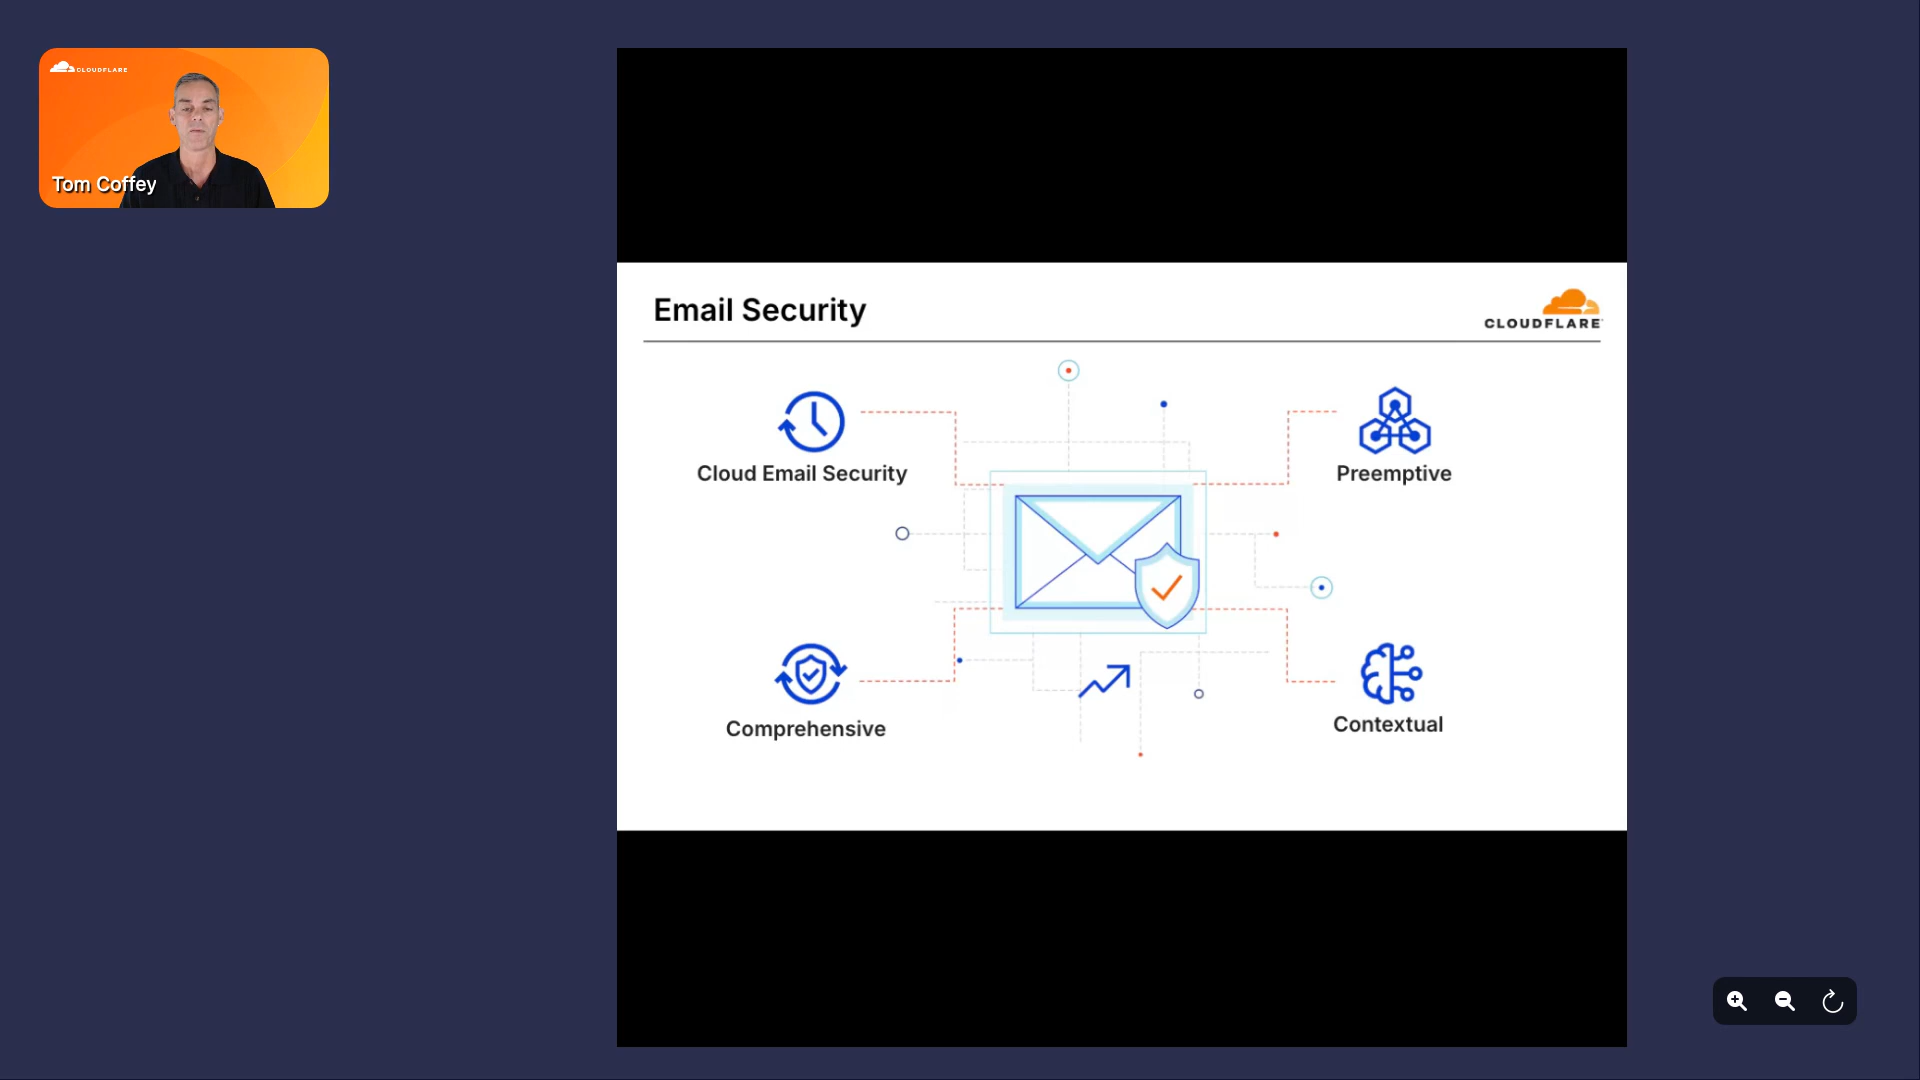 CLOUDFLARE
Tom Coffey
Email Security
CLOUDFLARE
Cloud Email Security
Preemptive
Comprehensive
Contextual